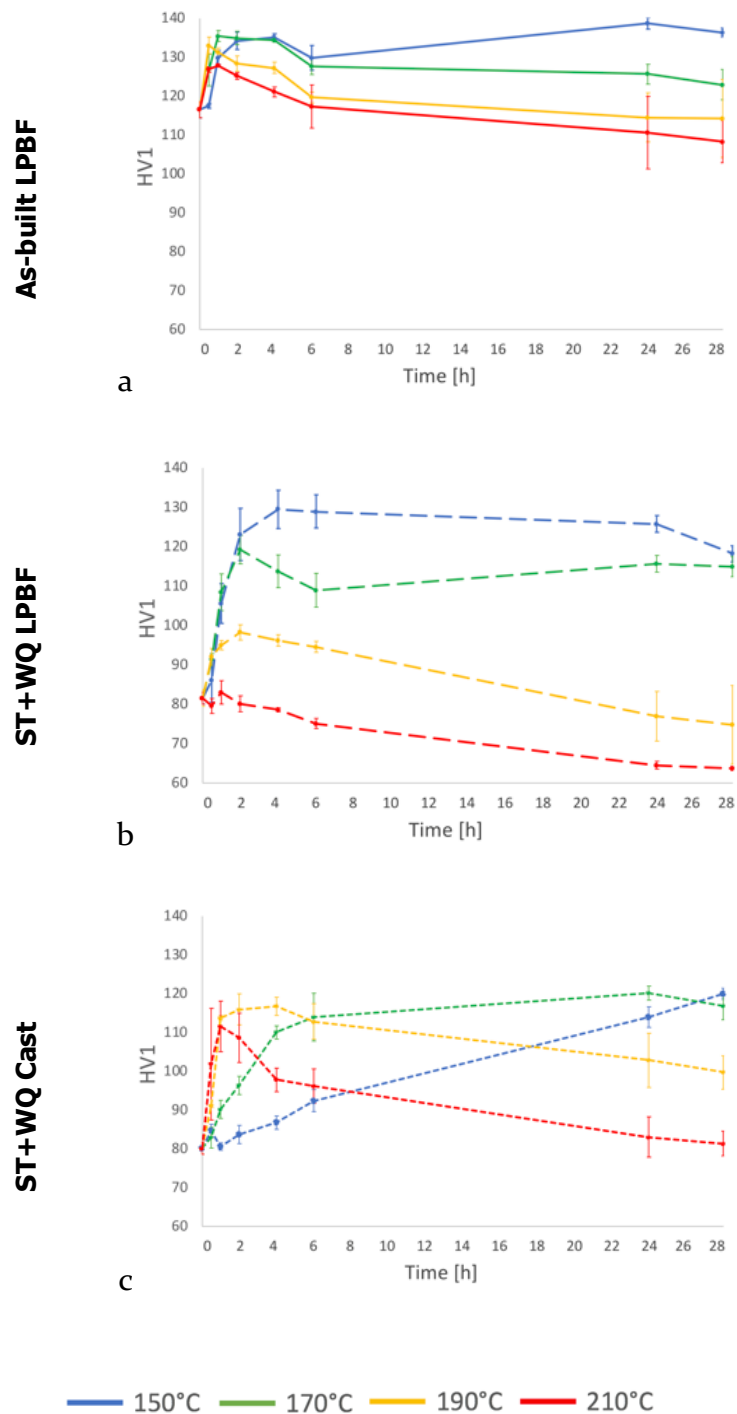 As-built LPBF
HV1
140
130
120
110
100
90
80
70
60
0 2 4 6 8 10 12 14 16 18 20 22 24 26 28
Time [h]
a
ST+WQ LPBF
HV1
140
130
120
110
100
90
80
70
60
0 2 4 6 8 10 12 14 16 18 20 22 24 26 28
Time [h]
b
ST+WQ Cast
HV1
140
130
120
110
100
90
80
70
60
0 2 4 6 8 10 12 14 16 18 20 22 24 26 28
Time [h]
c
150°C 170°C 190°C 210°C